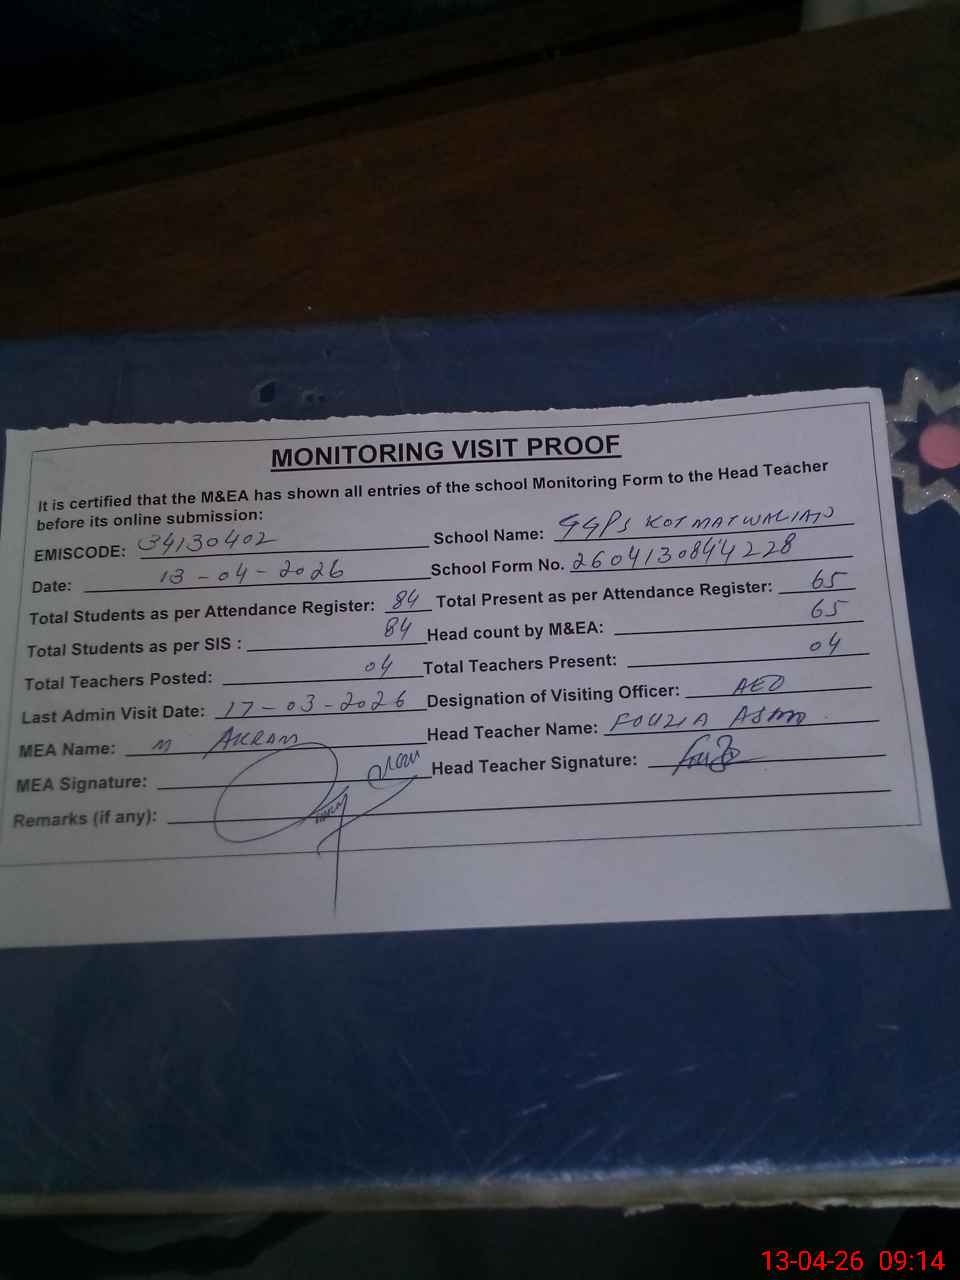 MONITORING VISIT PROOF
It is certified that the M&EA has shown all entries of the school Monitoring Form to the Head Teacher
before its online submission:
EMISCODE: 34130402 School Name: GGPS KOT MATWALIAN
Date: 13-04-2026 School Form No. 2604130844228
Total Students as per Attendance Register: 84 Total Present as per Attendance Register: 65
Total Students as per SIS : 84 Head count by M&EA: 65
Total Teachers Posted: 04 Total Teachers Present: 04
Last Admin Visit Date: 17-03-2026 Designation of Visiting Officer: AEO
MEA Name: M AKRAM Head Teacher Name: FOUZIA
MEA Signature: Head Teacher Signature:
Remarks (if any):
13-04-26 09:14